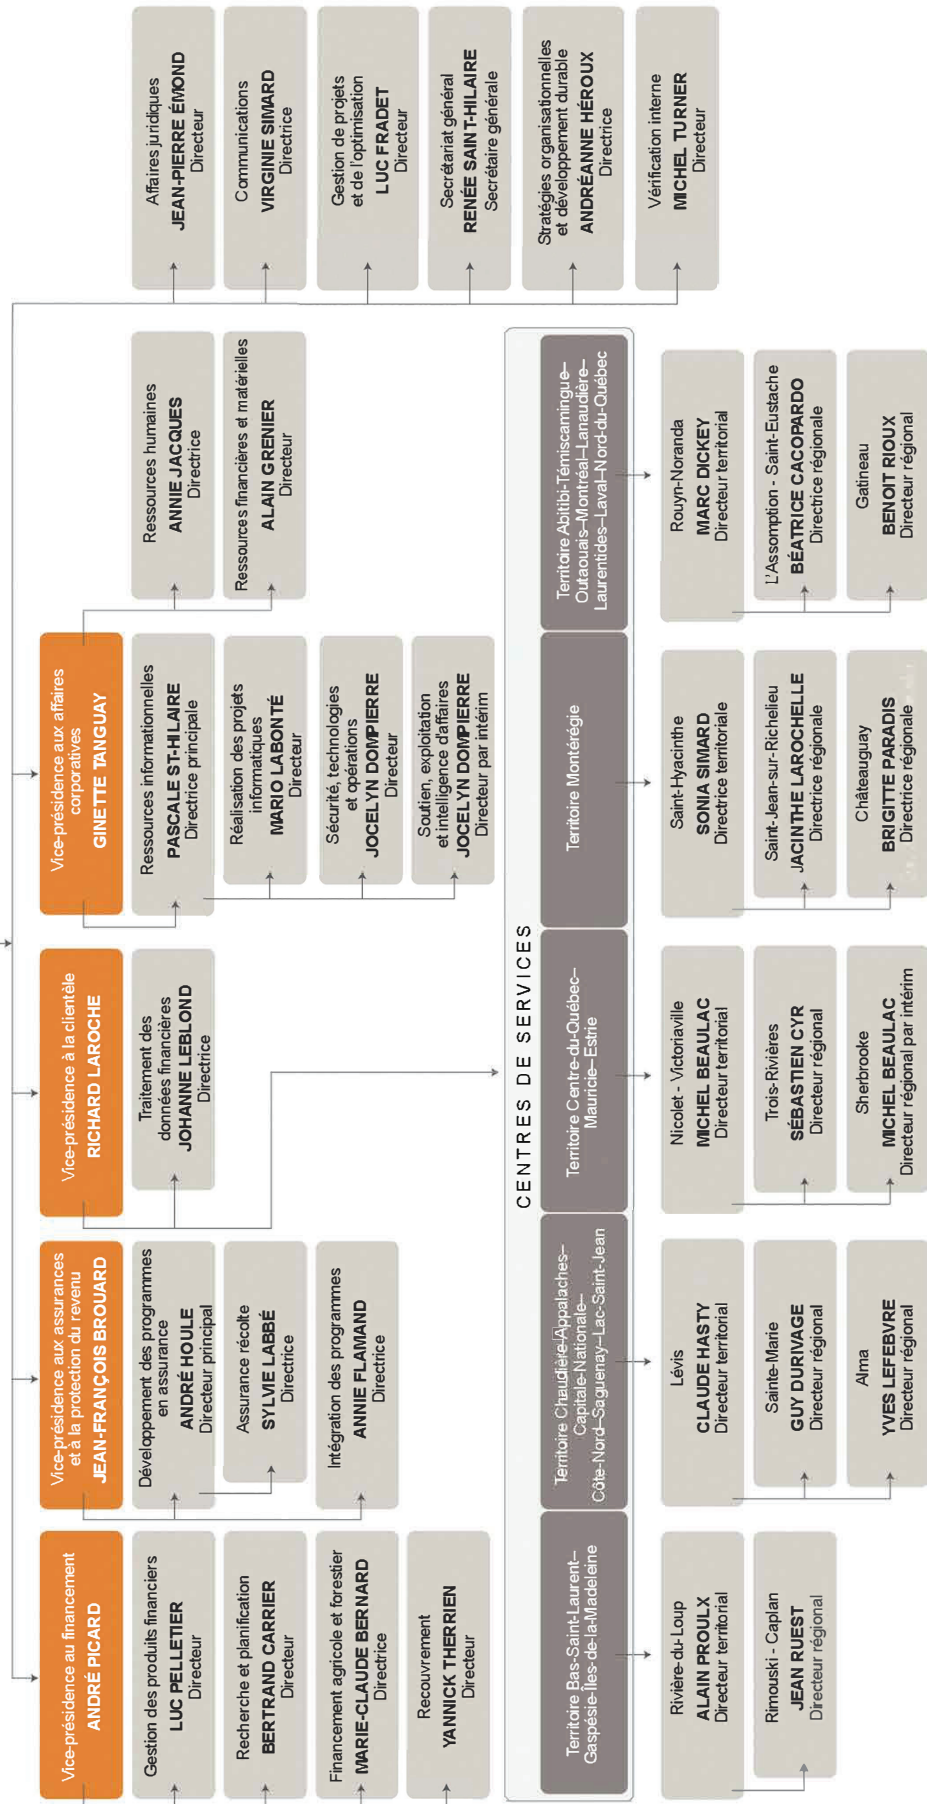 Vice-présidence au financement
ANDRÉ PICARD
Gestion des produits financiers
LUC PELLETIER
Directeur
Recherche et planification
BERTRAND CARRIER
Directeur
Financement agricole et forestier
MARIE-CLAUDE BERNARD
Directrice
Recouvrement
YANNICK THERRIEN
Directeur
Vice-présidence aux assurances
et à la protection du revenu
JEAN-FRANÇOIS BROUARD
Développement des programmes
en assurance
ANDRÉ HOULE
Directeur principal
Assurance récolte
SYLVIE LABBÉ
Directrice
Intégration des programmes
ANNIE FLAMAND
Directrice
Vice-présidence à la clientèle
RICHARD LAROCHE
Traitement des
données financières
JOHANNE LEBLOND
Directrice
Vice-présidence aux affaires
corporatives
GINETTE TANGUAY
Ressources informationnelles
PASCALE ST-HILAIRE
Directrice principale
Réalisation des projets
informatiques
MARIO LABONTÉ
Directeur
Sécurité, technologies
et opérations
JOCELYN DOMPIERRE
Directeur
Soutien, exploitation
et intelligence d'affaires
JOCELYN DOMPIERRE
Directeur par intérim
Ressources humaines
ANNIE JACQUES
Directrice
Ressources financières et matérielles
ALAIN GRENIER
Directeur
Affaires juridiques
JEAN-PIERRE ÉMOND
Directeur
Communications
VIRGINIE SIMARD
Directrice
Gestion de projets
et de l'optimisation
LUC FRADET
Directeur
Secrétariat général
RENÉE SAINT-HILAIRE
Secrétaire générale
Stratégies organisationnelles
et développement durable
ANDRÉANNE HÉROUX
Directrice
Vérification interne
MICHEL TURNER
Directeur
CENTRES DE SERVICES
Territoire Bas-Saint-Laurent–
Gaspésie-Îles-de-la-Madeleine
Rivière-du-Loup
ALAIN PROULX
Directeur territorial
Rimouski - Caplan
JEAN RUEST
Directeur régional
Territoire Chaudière-Appalaches–
Capitale-Nationale–
Côte-Nord–Saguenay–Lac-Saint-Jean
Lévis
CLAUDE HASTY
Directeur territorial
Sainte-Marie
GUY DURIVAGE
Directeur régional
Alma
YVES LEFEBVRE
Directeur régional
Territoire Centre-du-Québec–
Mauricie–Estrie
Nicolet - Victoriaville
MICHEL BEAULAC
Directeur territorial
Trois-Rivières
SÉBASTIEN CYR
Directeur régional
Sherbrooke
MICHEL BEAULAC
Directeur régional par intérim
Territoire Montérégie
Saint-Hyacinthe
SONIA SIMARD
Directrice territoriale
Saint-Jean-sur-Richelieu
JACINTHE LAROCHELLE
Directrice régionale
Châteauguay
BRIGITTE PARADIS
Directrice régionale
Territoire Abitibi-Témiscamingue–
Outaouais–Montréal–Lanaudière–
Laurentides–Laval–Nord-du-Québec
Rouyn-Noranda
MARC DICKEY
Directeur territorial
L'Assomption - Saint-Eustache
BÉATRICE CACOPARDO
Directrice régionale
Gatineau
BENOIT RIOUX
Directeur régional